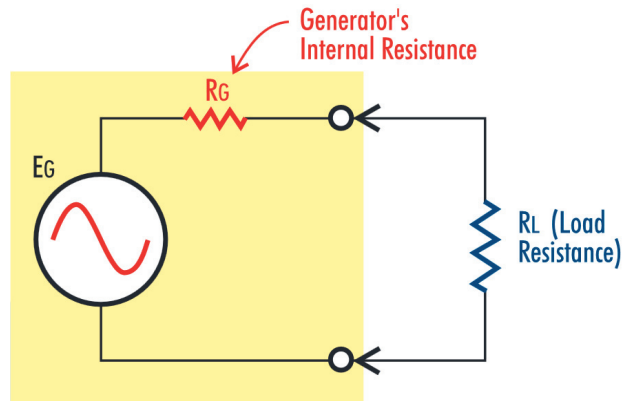 Generator's
Internal Resistance
RG
EG
RL (Load
Resistance)